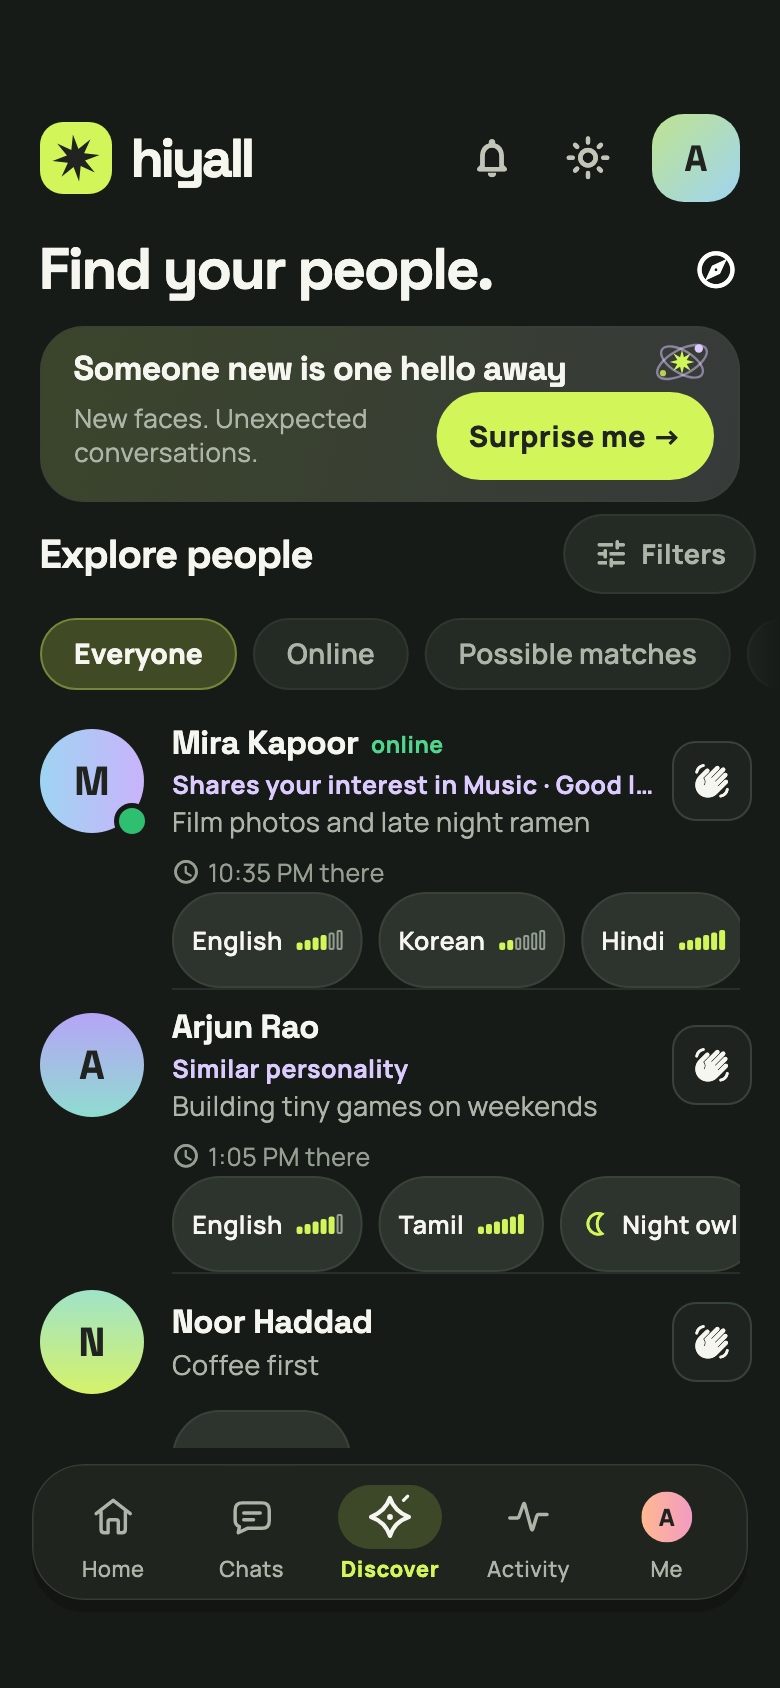 hiyall
A
Find your people.
Someone new is one hello away
New faces. Unexpected
conversations.
Surprise me →
Explore people
Filters
Everyone
Online
Possible matches
M
Mira Kapoor online
Shares your interest in Music · Good l...
Film photos and late night ramen
10:35 PM there
English
Korean
Hindi
A
Arjun Rao
Similar personality
Building tiny games on weekends
1:05 PM there
English
Tamil
Night owl
N
Noor Haddad
Coffee first
A
Home
Chats
Discover
Activity
Me